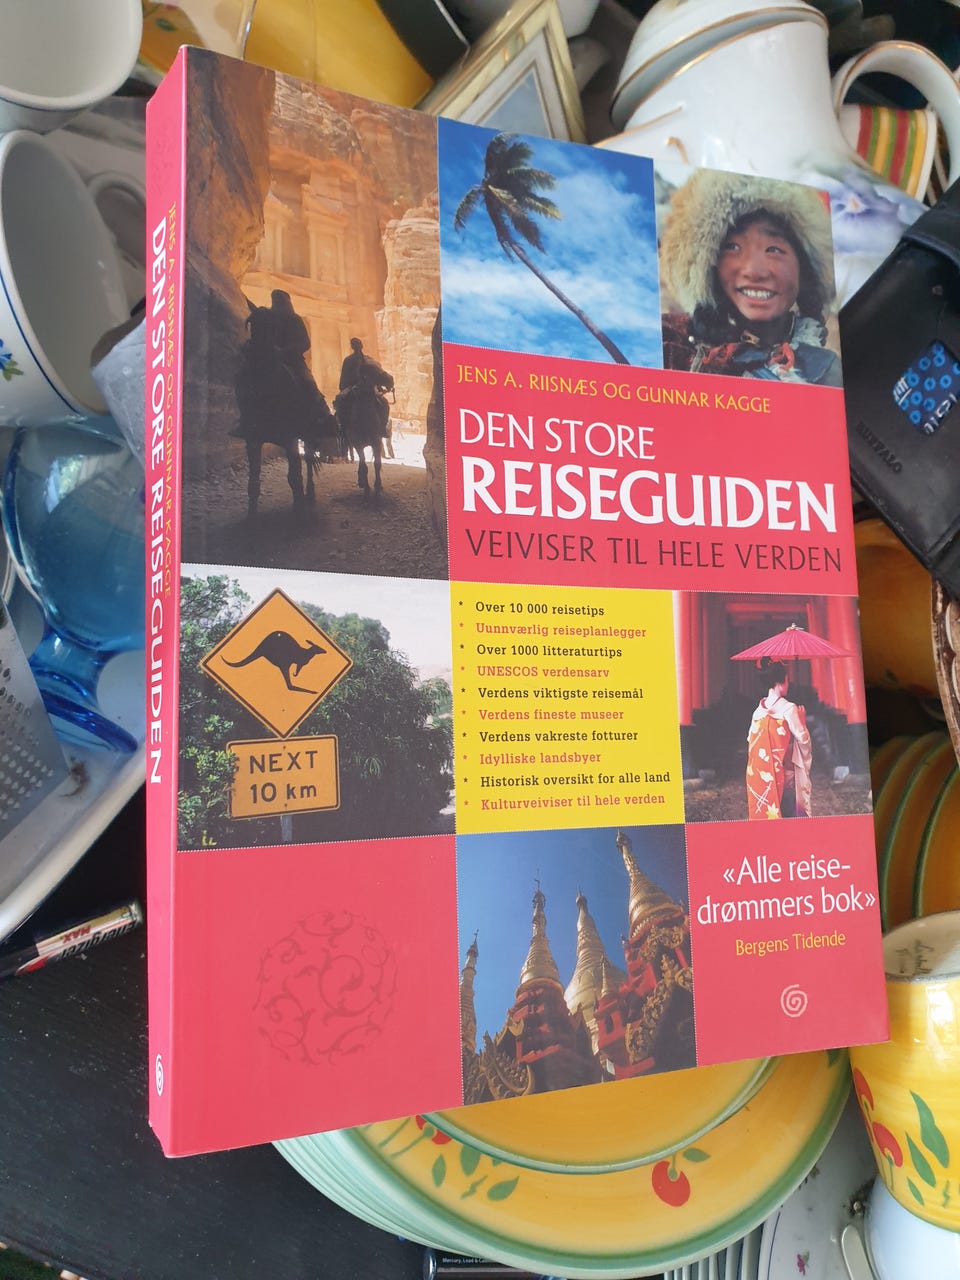 JENS A. RIISNÆS OG GUNNAR KAGGE
DEN STORE
REISEGUIDEN
VEIVISER TIL HELE VERDEN
* Over 10 000 reisetips
* Uunnværlig reiseplanlegger
* Over 1000 litteraturtips
* UNESCOS verdensarv
* Verdens viktigste reisemål
* Verdens fineste museer
* Verdens vakreste fotturer
* Idylliske landsbyer
* Historisk oversikt for alle land
* Kulturveiviser til hele verden
NEXT
10 km
«Alle reise-
drømmers bok»
Bergens Tidende
JENS A. RIISNÆS OG GUNNAR KAGGE
DEN STORE REISEGUIDEN
BUFFALO
energizer
MAX.